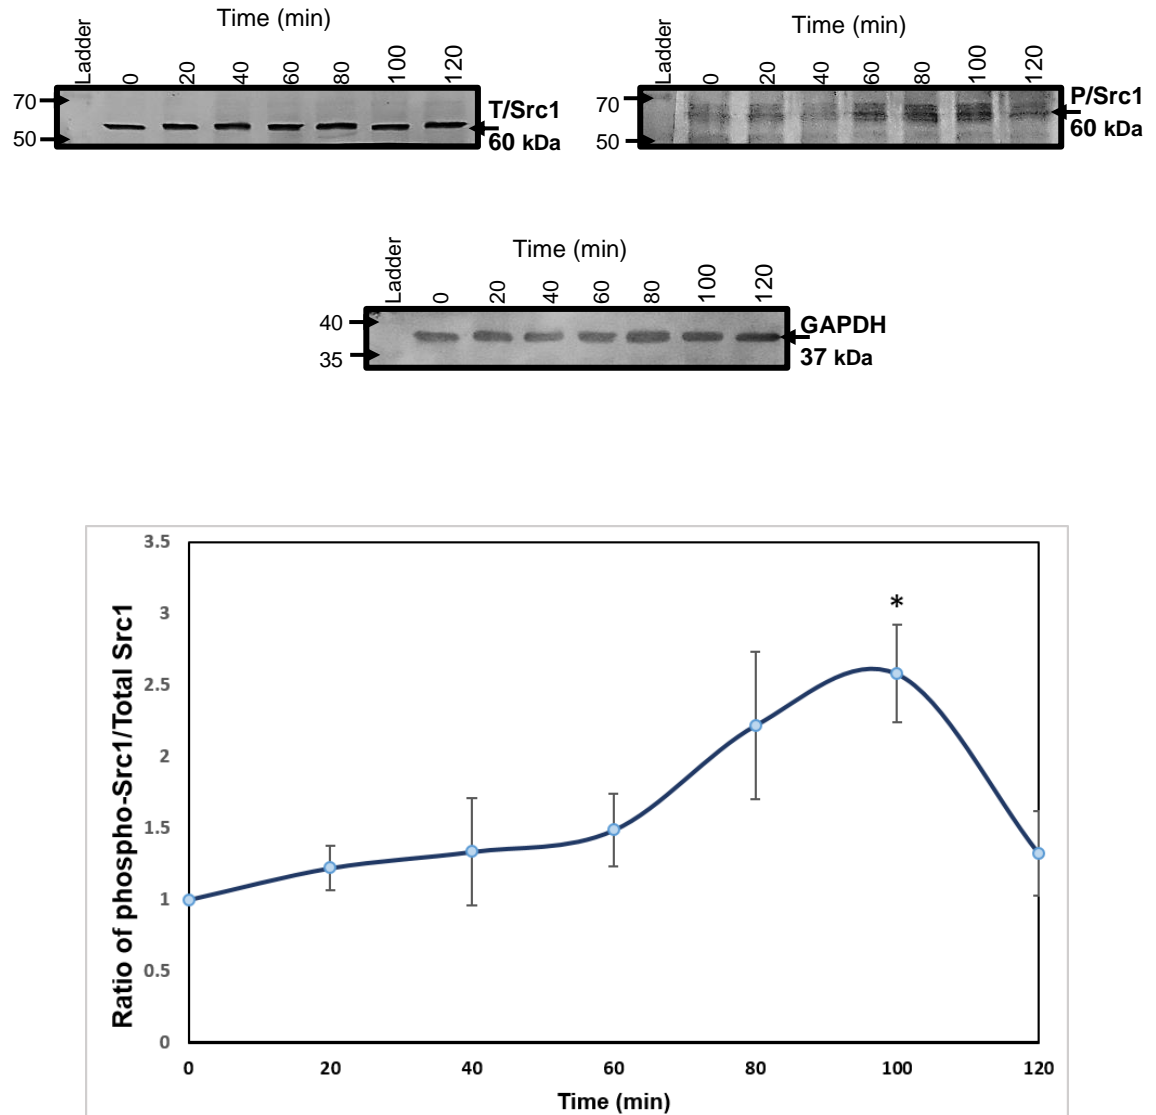 Time (min)
Ladder 0 20 40 60 80 100 120
70
50
T/Src1
60 kDa
Time (min)
Ladder 0 20 40 60 80 100 120
70
50
P/Src1
60 kDa
Time (min)
Ladder 0 20 40 60 80 100 120
40
35
GAPDH
37 kDa
Ratio of phospho-Src1/Total Src1
3.5
3
2.5
2
1.5
1
0.5
0
*
0 20 40 60 80 100 120
Time (min)